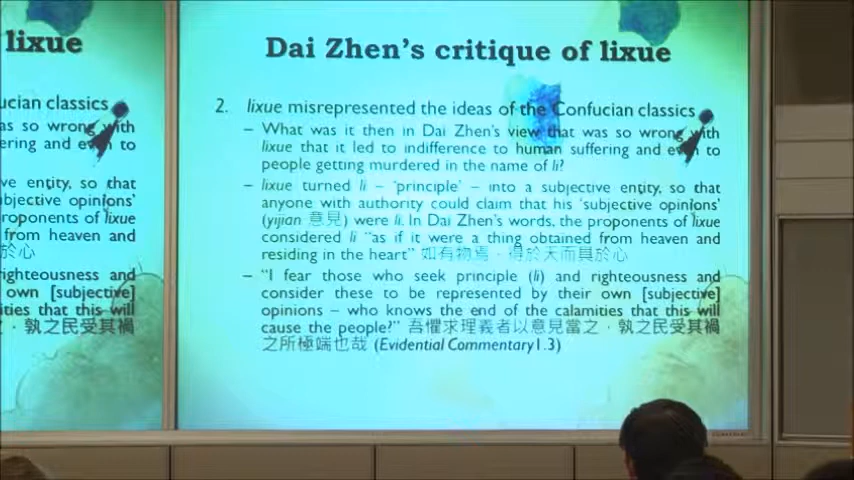 lixue
ucian classics
as so wrong with
ering and even to
ve entity, so that
bjective opinions'
roponents of lixue
from heaven and
於心
ighteousness and
own [subjective]
ities that this will
之，孰之民受其禍
Dai Zhen's critique of lixue
2. lixue misrepresented the ideas of the Confucian classics
– What was it then in Dai Zhen's view that was so wrong with
lixue that it led to indifference to human suffering and even to
people getting murdered in the name of li?
– lixue turned li – 'principle' – into a subjective entity, so that
anyone with authority could claim that his 'subjective opinions'
(yijian 意見) were li. In Dai Zhen's words, the proponents of lixue
considered li "as if it were a thing obtained from heaven and
residing in the heart" 如有物焉，得於天而具於心
– "I fear those who seek principle (li) and righteousness and
consider these to be represented by their own [subjective]
opinions – who knows the end of the calamities that this will
cause the people?" 吾懼求理義者以意見當之，孰之民受其禍
之所極端也哉 (Evidential Commentary1.3)